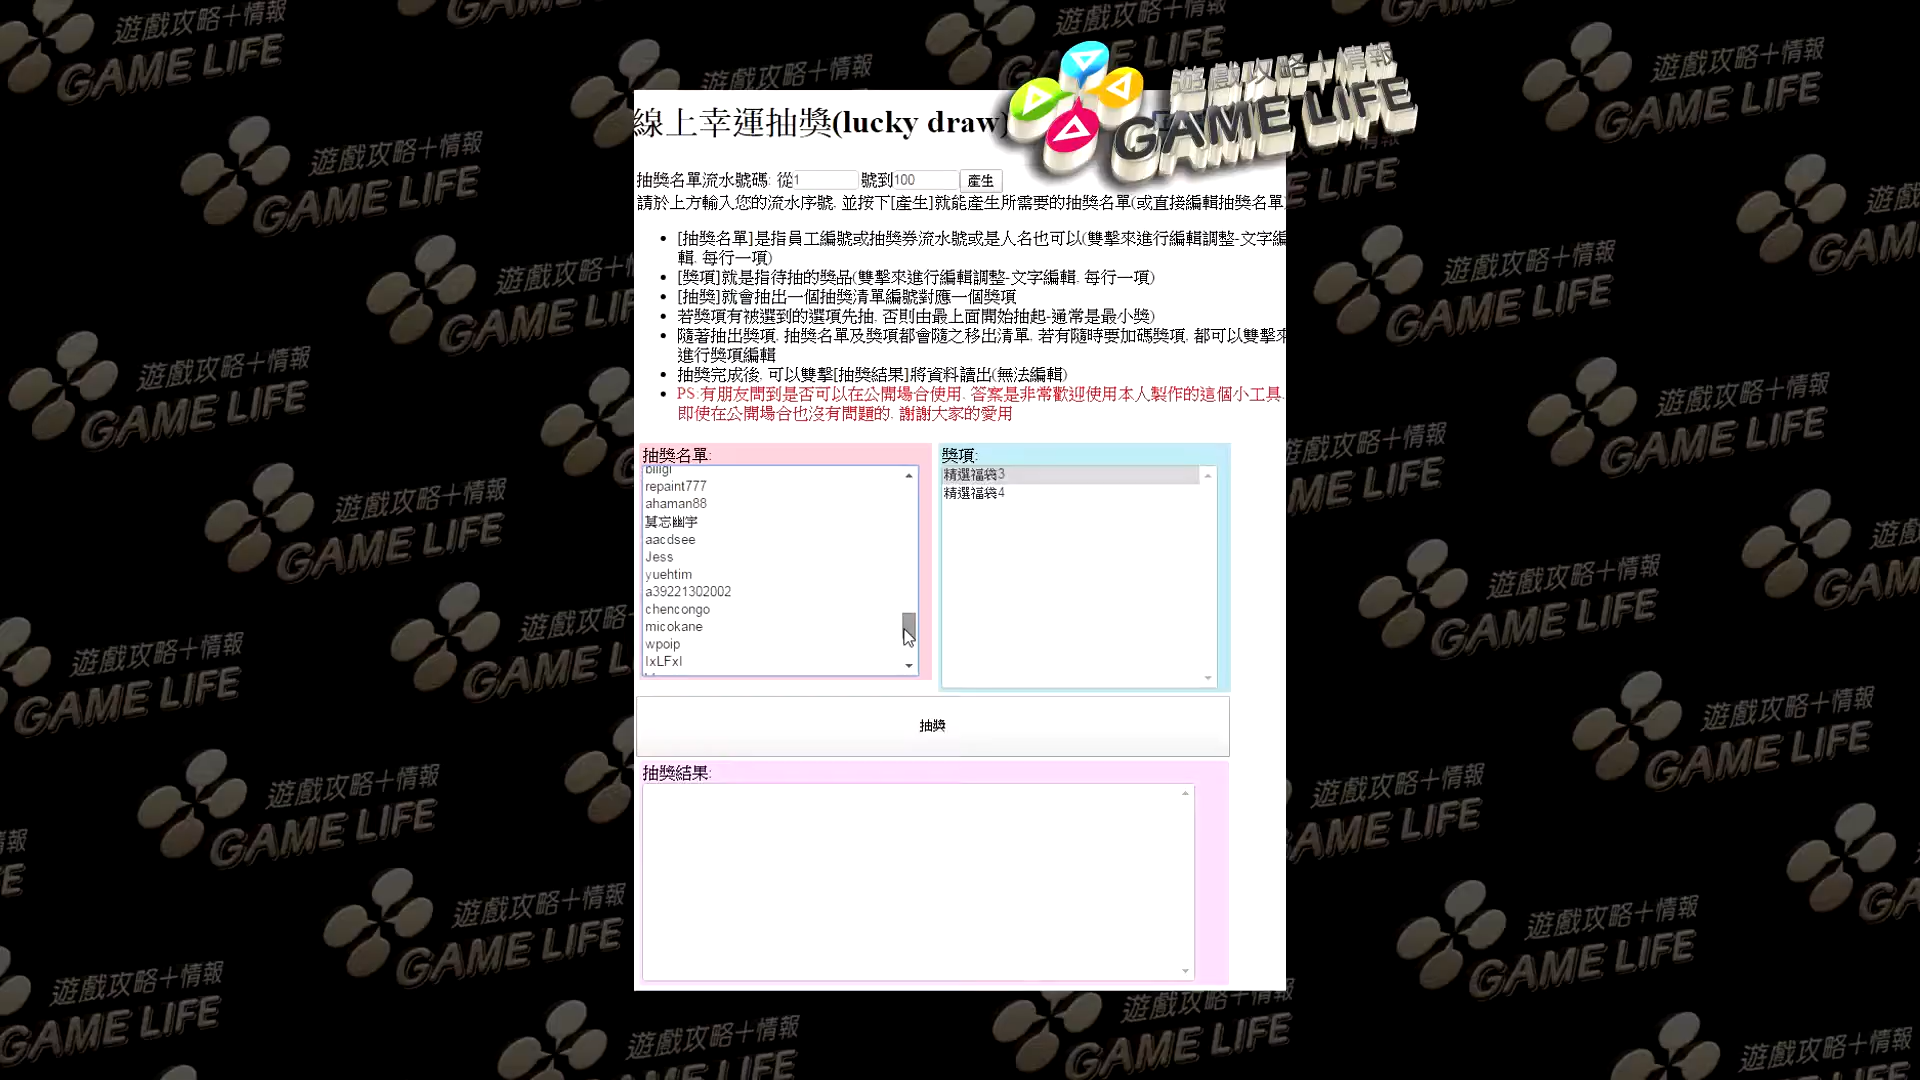 遊戲攻略+情報
GAME LIFE
線上幸運抽獎(lucky draw)
抽獎名單流水號碼: 從1 號到100 產生
請於上方輸入您的流水序號, 並按下[產生]就能產生所需要的抽獎名單(或直接編輯抽獎名單
[抽獎名單]是指員工編號或抽獎券流水號或是人名也可以(雙擊來進行編輯調整-文字編
輯, 每行一項)
[獎項]就是指待抽的獎品(雙擊來進行編輯調整-文字編輯, 每行一項)
[抽獎]就會抽出一個抽獎清單編號對應一個獎項
若獎項有被選到的選項先抽, 否則由最上面開始抽起-通常是最小獎)
隨著抽出獎項, 抽獎名單及獎項都會隨之移出清單, 若有隨時要加碼獎項, 都可以雙擊來
進行獎項編輯
抽獎完成後, 可以雙擊[抽獎結果]將資料讀出(無法編輯)
PS:有朋友問到是否可以在公開場合使用, 答案是非常歡迎使用本人製作的這個小工具,
即使在公開場合也沒有問題的, 謝謝大家的愛用
抽獎名單:
repaint777
ahaman88
莫忘幽宇
aacdsee
Jess
yuehtim
a39221302002
chencongo
micokane
wpoip
IxLFxI
獎項:
精選福袋3
精選福袋4
抽獎
抽獎結果: